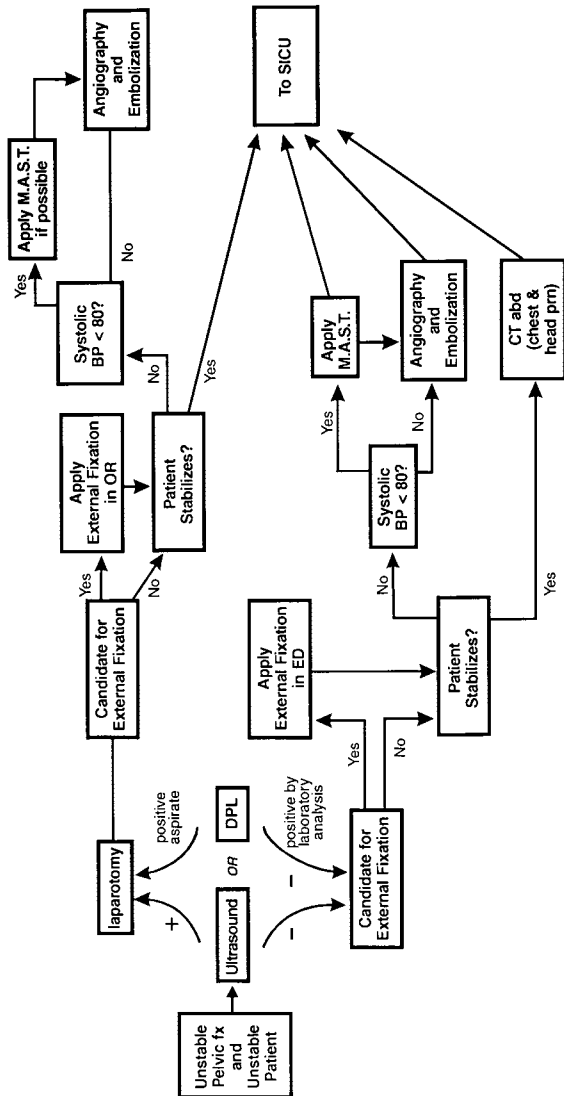 Unstable
Pelvic fx
and
Unstable
Patient
Ultrasound
OR
DPL
+
positive
aspirate
–
–
positive by
laboratory
analysis
laparotomy
Candidate for
External Fixation
Yes
No
Apply
External Fixation
in OR
Patient
Stabilizes?
No
Yes
Systolic
BP < 80?
Yes
No
Apply M.A.S.T.
if possible
Angiography
and
Embolization
To SICU
Candidate for
External Fixation
Yes
No
Apply
External Fixation
in ED
Patient
Stabilizes?
No
Yes
Systolic
BP < 80?
Yes
No
Apply
M.A.S.T.
Angiography
and
Embolization
CT abd
(chest &
head prn)